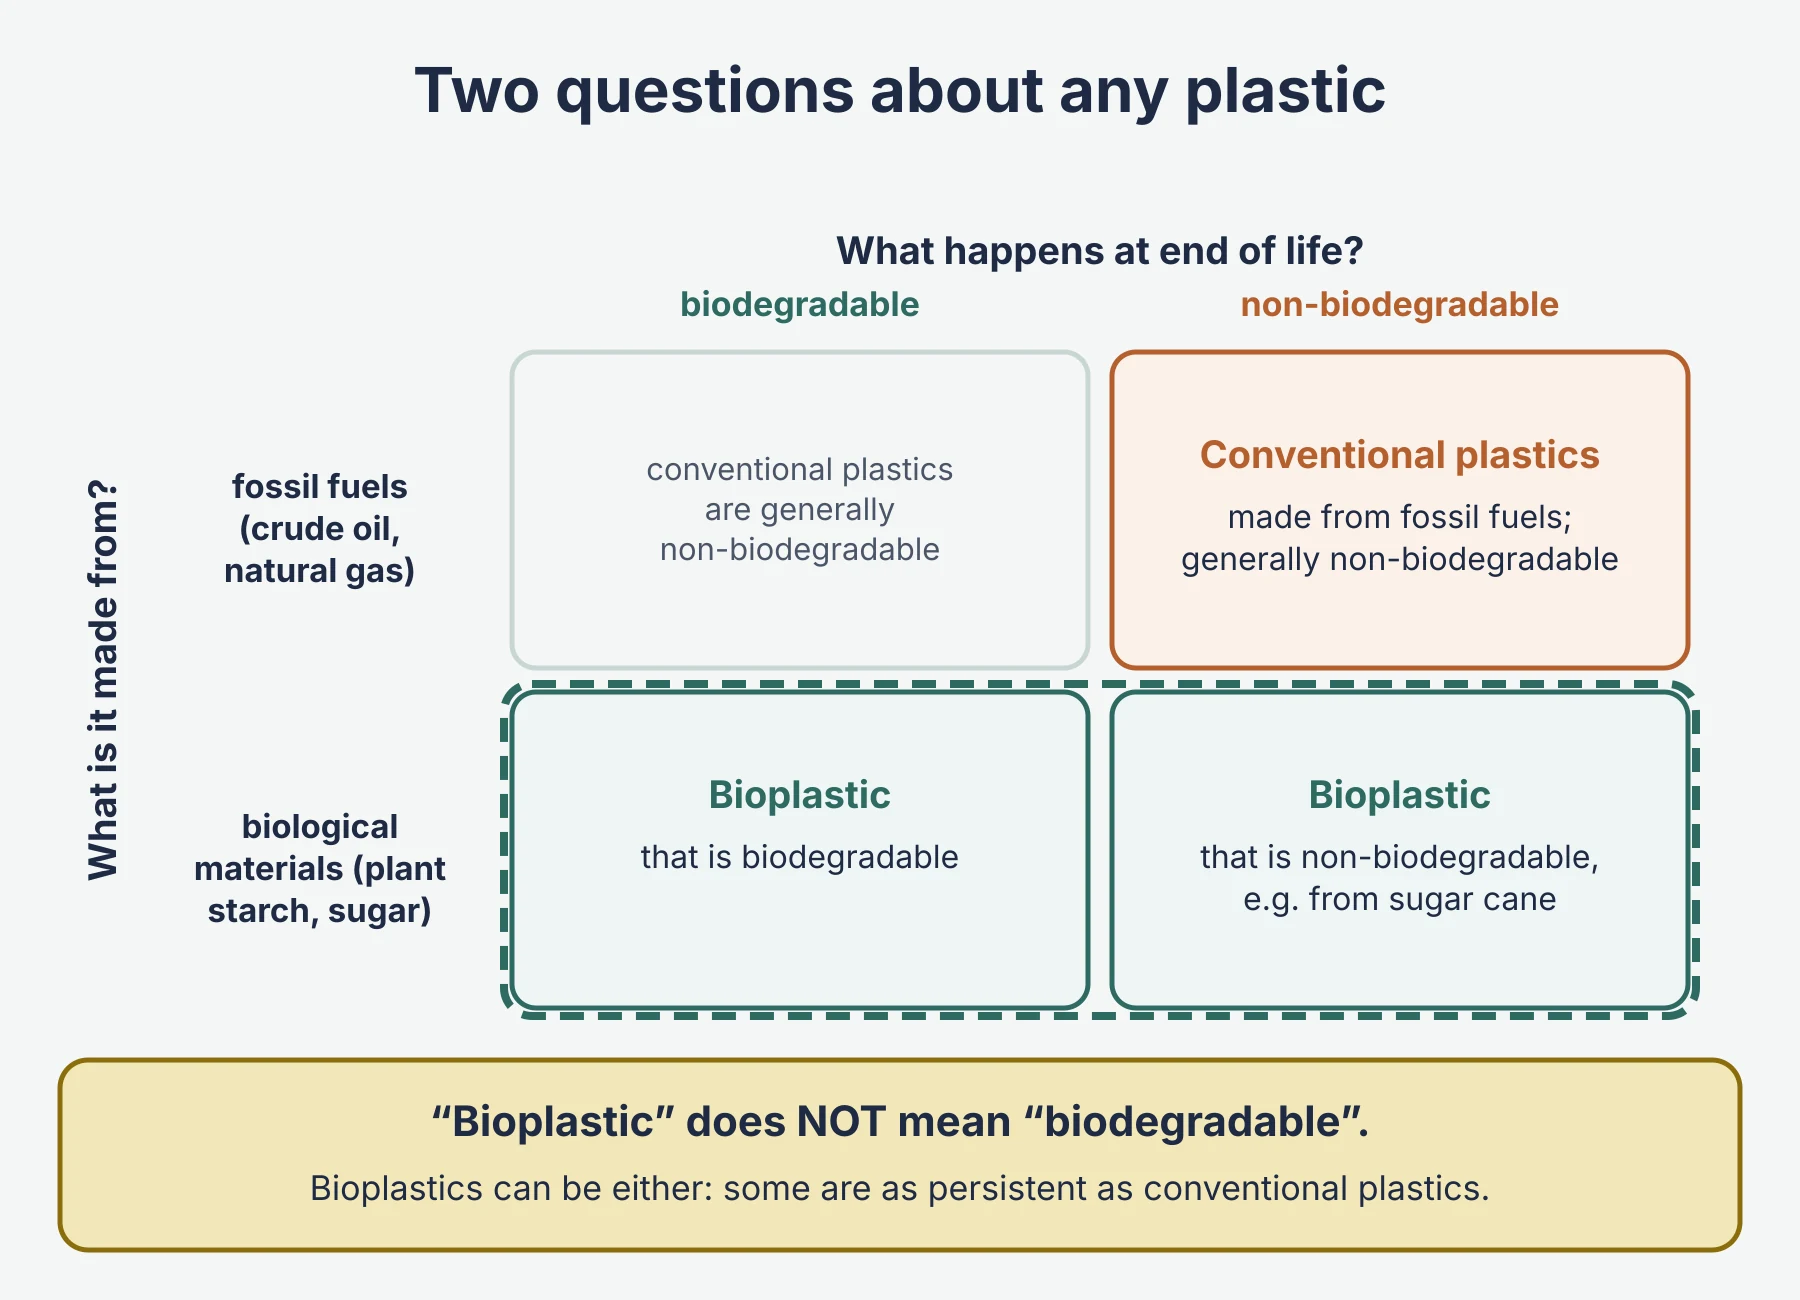 Two questions about any plastic
What happens at end of life?
biodegradable
non-biodegradable
What is it made from?
fossil fuels
(crude oil,
natural gas)
conventional plastics
are generally
non-biodegradable
Conventional plastics
made from fossil fuels;
generally non-biodegradable
biological
materials (plant
starch, sugar)
Bioplastic
that is biodegradable
Bioplastic
that is non-biodegradable,
e.g. from sugar cane
“Bioplastic” does NOT mean “biodegradable”.
Bioplastics can be either: some are as persistent as conventional plastics.